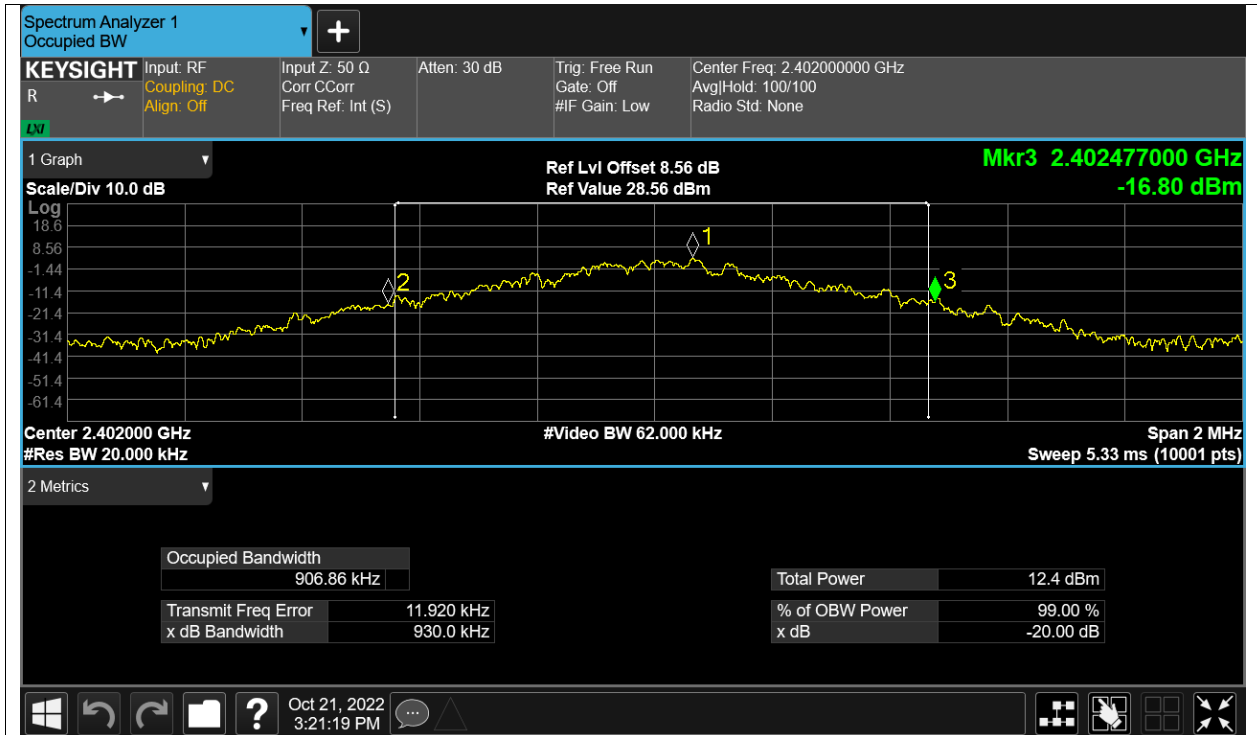 Spectrum Analyzer 1
Occupied BW
+
KEYSIGHT
R
LXI
Input: RF
Coupling: DC
Align: Off
Input Z: 50 Ω
Corr CCorr
Freq Ref: Int (S)
Atten: 30 dB
Trig: Free Run
Gate: Off
#IF Gain: Low
Center Freq: 2.402000000 GHz
Avg|Hold: 100/100
Radio Std: None
1 Graph
Scale/Div 10.0 dB
Ref Lvl Offset 8.56 dB
Ref Value 28.56 dBm
Mkr3 2.402477000 GHz
-16.80 dBm
Log
18.6
8.56
-1.44
-11.4
-21.4
-31.4
-41.4
-51.4
-61.4
1
2
3
Center 2.402000 GHz
#Res BW 20.000 kHz
#Video BW 62.000 kHz
Span 2 MHz
Sweep 5.33 ms (10001 pts)
2 Metrics
Occupied Bandwidth
906.86 kHz
Transmit Freq Error 11.920 kHz
x dB Bandwidth 930.0 kHz
Total Power 12.4 dBm
% of OBW Power 99.00 %
x dB -20.00 dB
?
Oct 21, 2022
3:21:19 PM